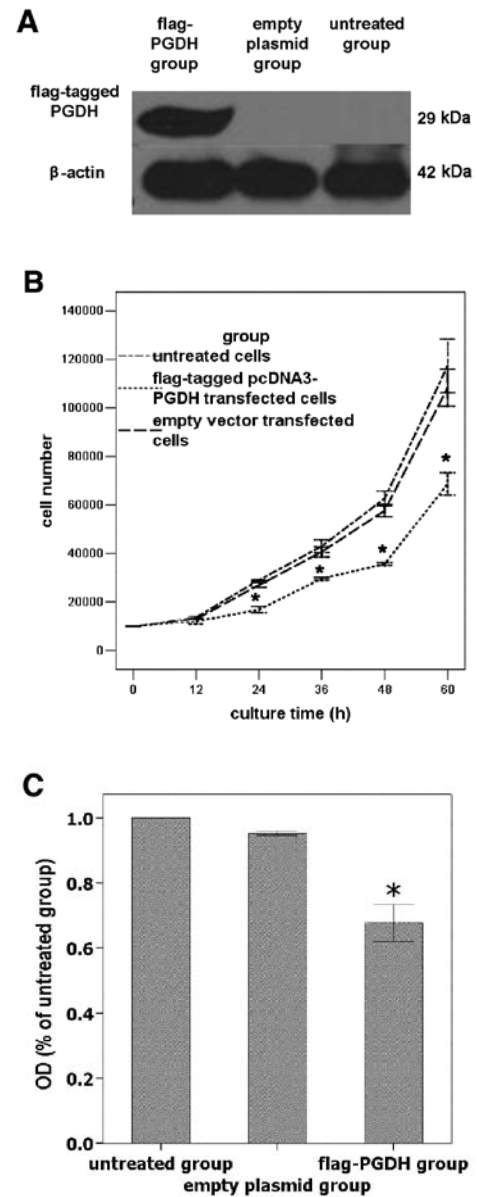 A
flag-
PGDH
group
empty
plasmid
group
untreated
group
flag-tagged
PGDH
29 kDa
β-actin
42 kDa
B
140000
120000
100000
80000
60000
40000
20000
0
cell number
group
untreated cells
flag-tagged pcDNA3-
PGDH transfected cells
empty vector transfected
cells
*
*
*
*
0 12 24 36 48 60
culture time (h)
C
1.0
0.8
0.6
0.4
0.2
0.0
OD (% of untreated group)
*
untreated group flag-PGDH group
empty plasmid group